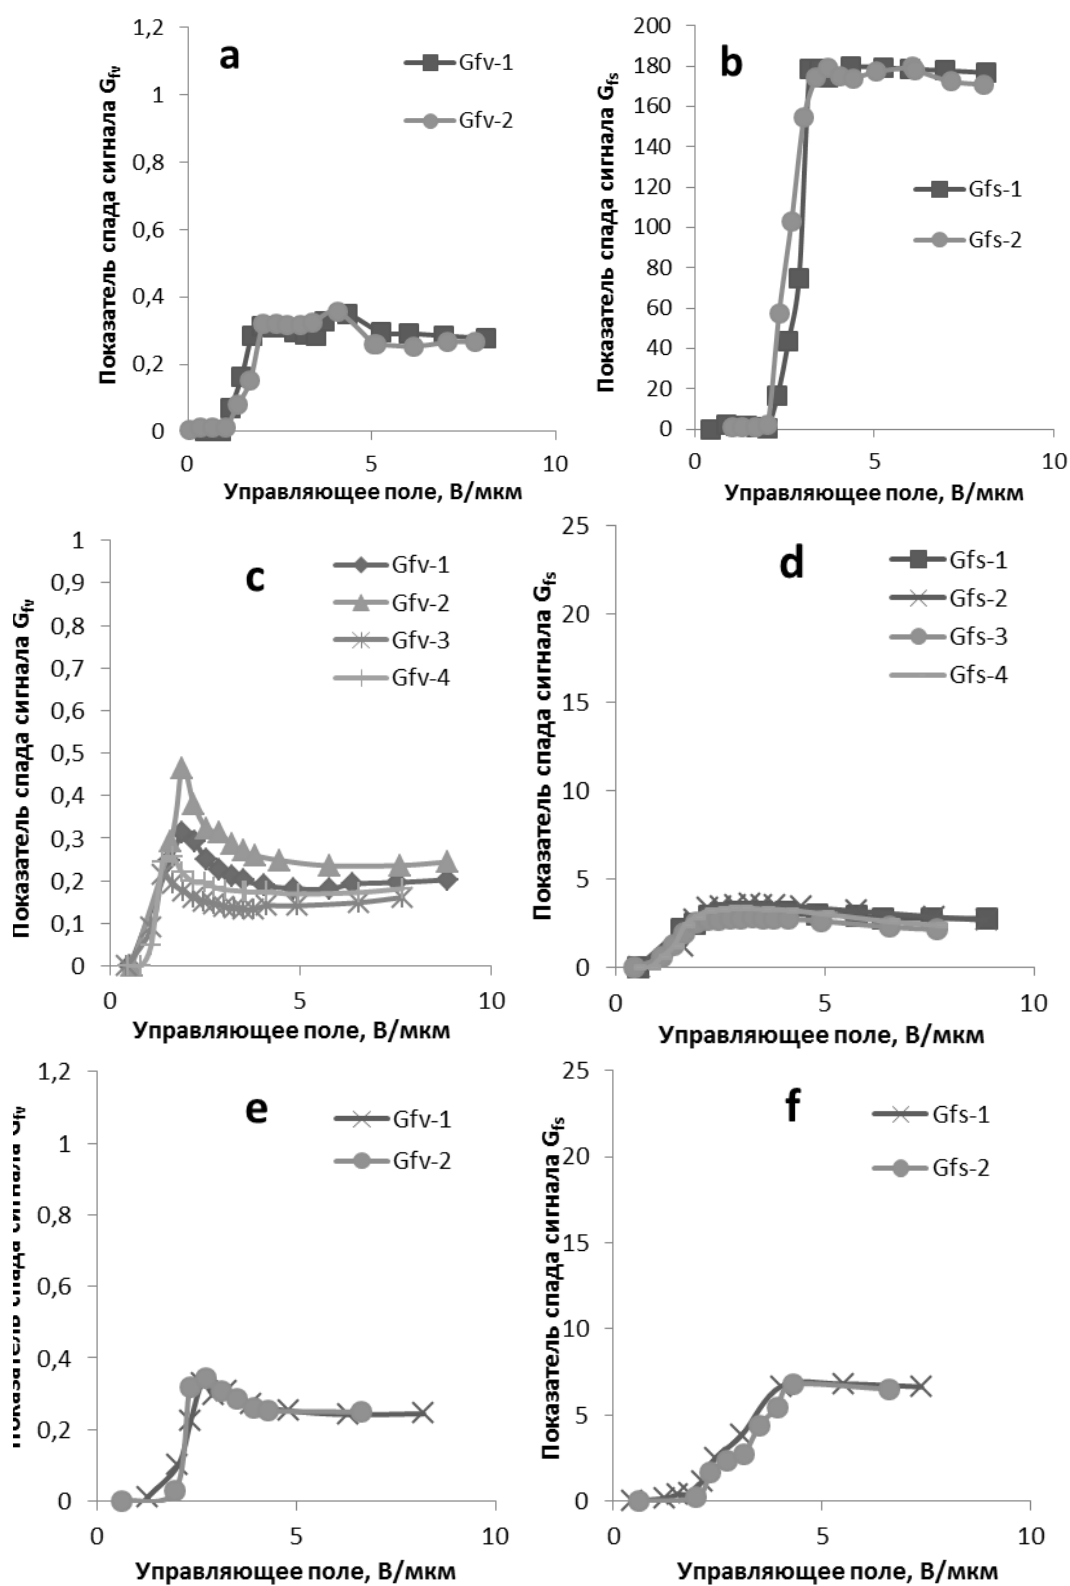 a
Показатель спада сигнала Gfv
1,2
1
0,8
0,6
0,4
0,2
0
0 5 10
Управляющее поле, В/мкм
Gfv-1
Gfv-2
b
Показатель спада сигнала Gfs
200
180
160
140
120
100
80
60
40
20
0
0 5 10
Управляющее поле, В/мкм
Gfs-1
Gfs-2
c
Показатель спада сигнала Gfv
1
0,9
0,8
0,7
0,6
0,5
0,4
0,3
0,2
0,1
0
0 5 10
Управляющее поле, В/мкм
Gfv-1
Gfv-2
Gfv-3
Gfv-4
d
Показатель спада сигнала Gfs
25
20
15
10
5
0
0 5 10
Управляющее поле, В/мкм
Gfs-1
Gfs-2
Gfs-3
Gfs-4
e
Показатель спада сигнала Gfv
1,2
1
0,8
0,6
0,4
0,2
0
0 5 10
Управляющее поле, В/мкм
Gfv-1
Gfv-2
f
Показатель спада сигнала Gfs
25
20
15
10
5
0
0 5 10
Управляющее поле, В/мкм
Gfs-1
Gfs-2